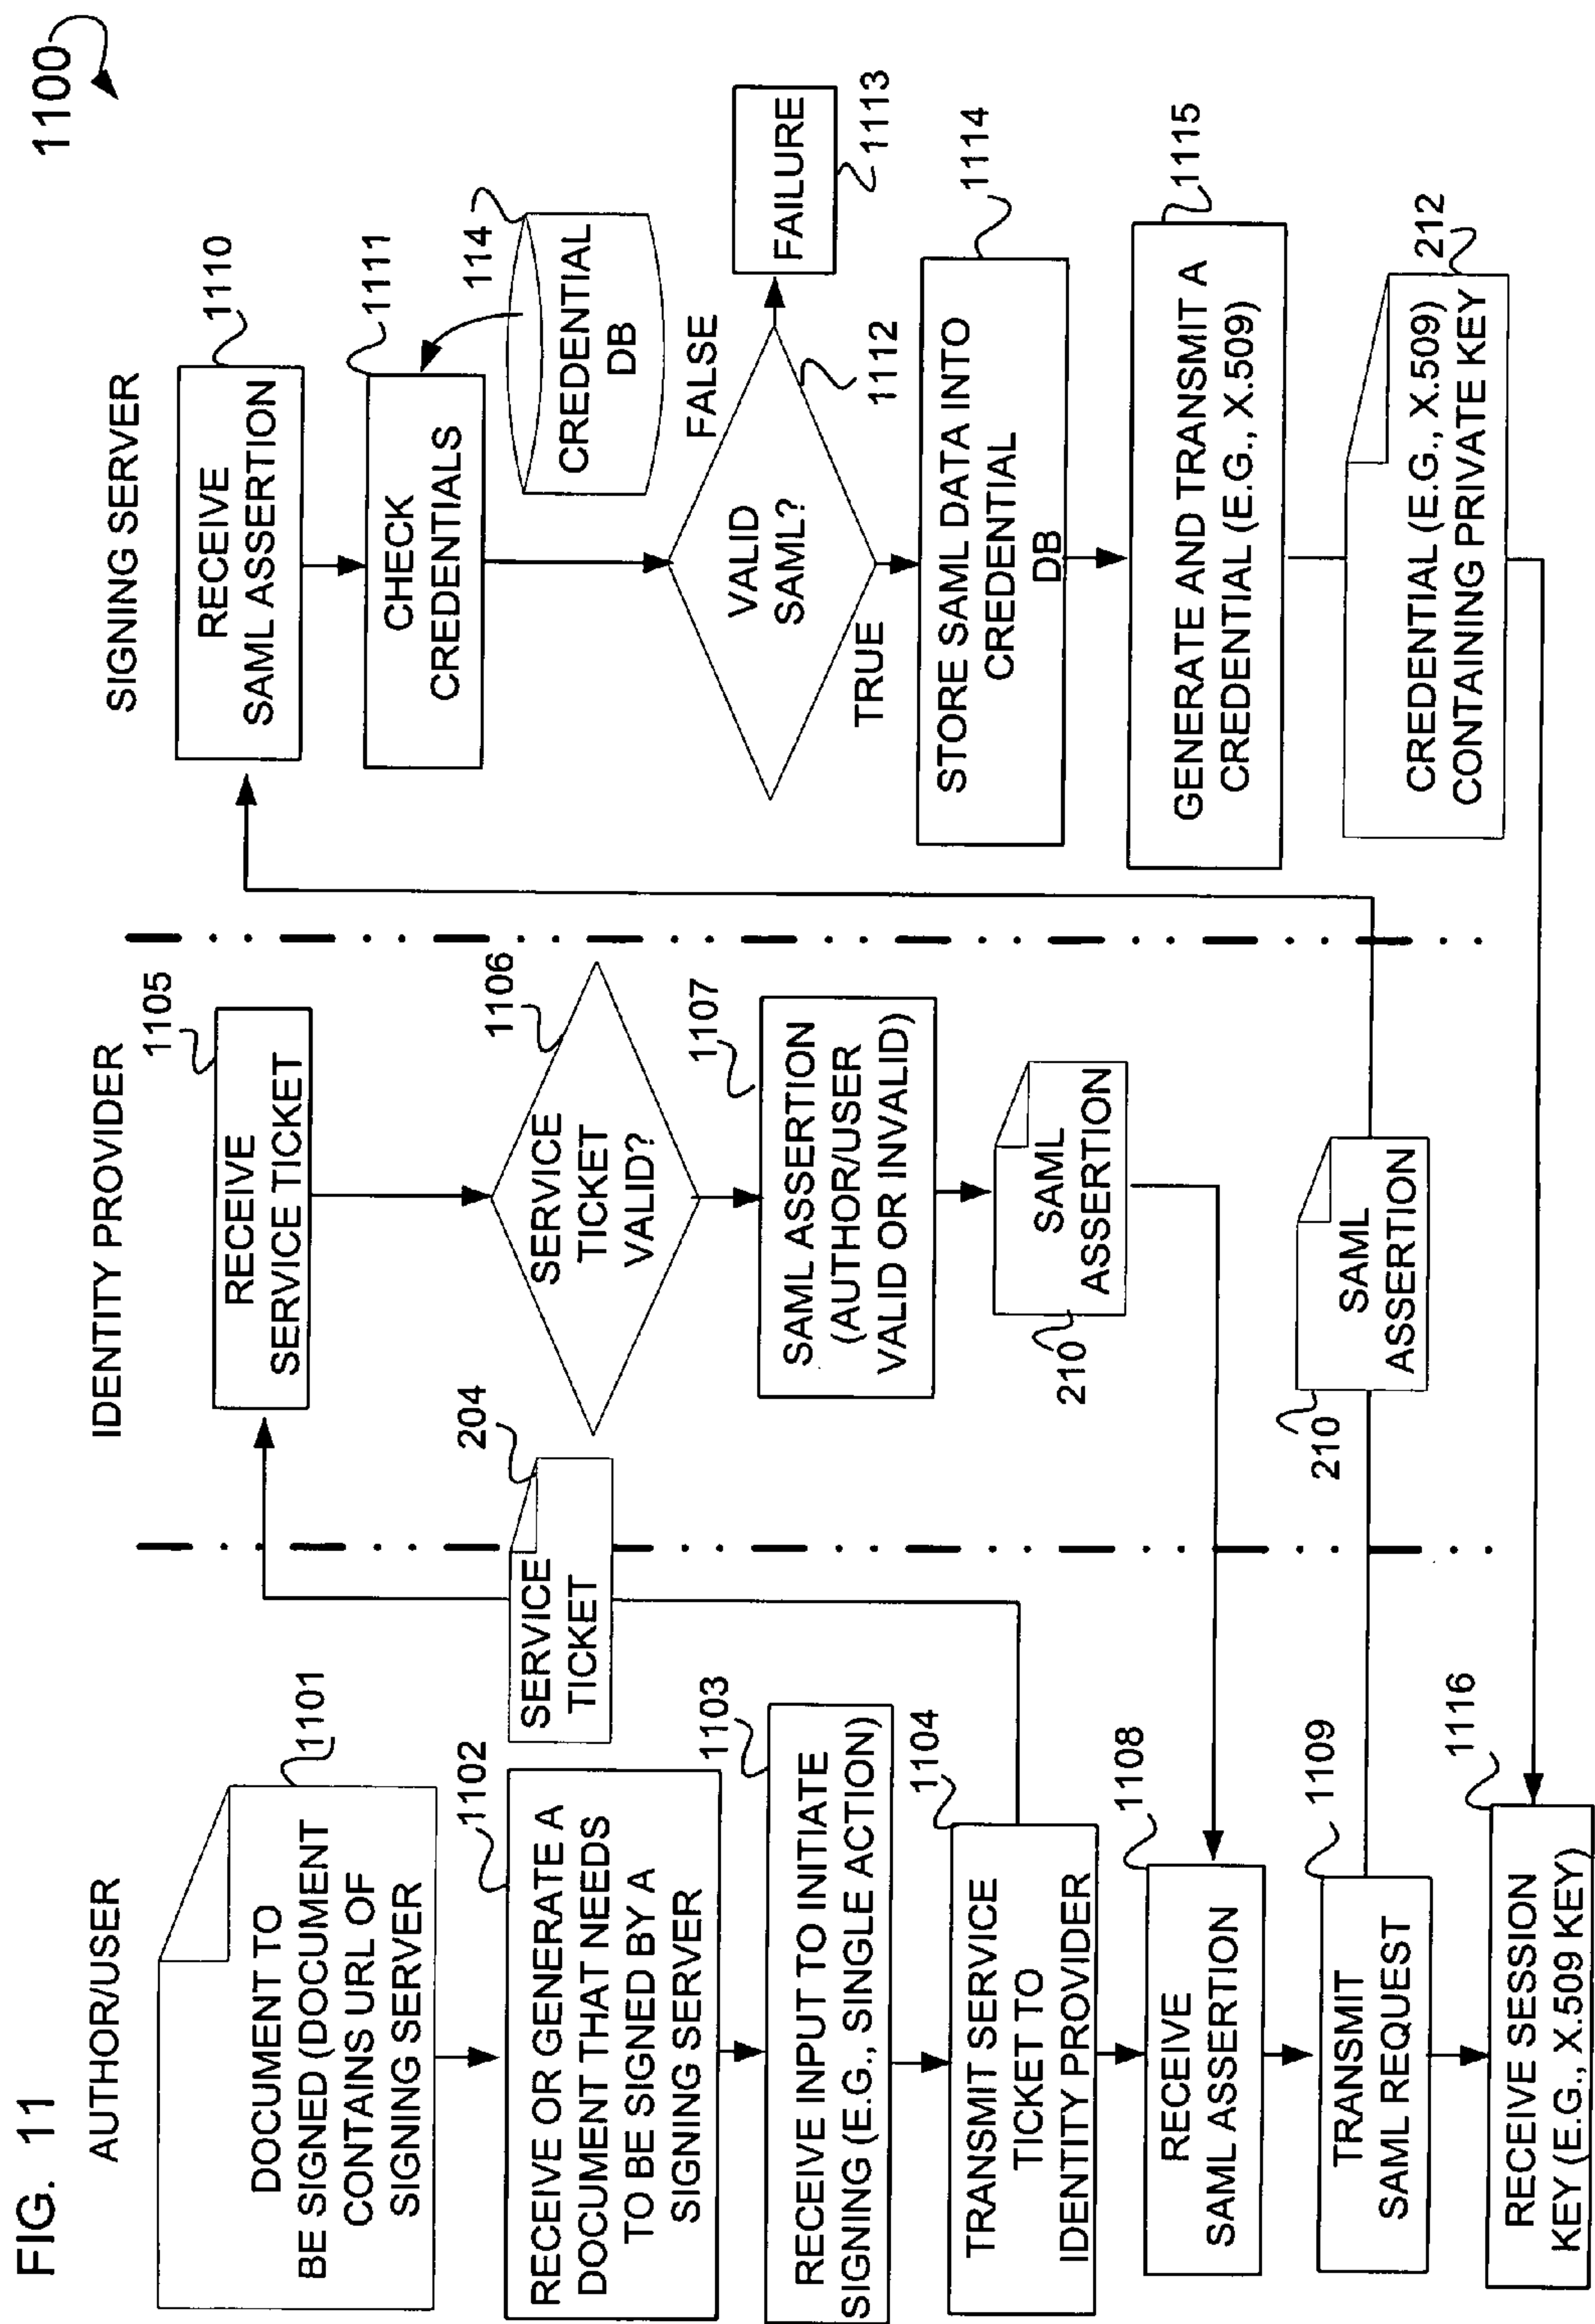 FIG. 11
1100
AUTHOR/USER
1101
DOCUMENT TO
BE SIGNED (DOCUMENT
CONTAINS URL OF
SIGNING SERVER
1102
RECEIVE OR GENERATE A
DOCUMENT THAT NEEDS
TO BE SIGNED BY A
SIGNING SERVER
1103
RECEIVE INPUT TO INITIATE
SIGNING (E.G., SINGLE ACTION)
1104
TRANSMIT SERVICE
TICKET TO
IDENTITY PROVIDER
1108
RECEIVE
SAML ASSERTION
1109
TRANSMIT
SAML REQUEST
1116
RECEIVE SESSION
KEY (E.G., X.509 KEY)
204
SERVICE
TICKET
IDENTITY PROVIDER
1105
RECEIVE
SERVICE TICKET
1106
SERVICE
TICKET
VALID?
1107
SAML ASSERTION
(AUTHOR/USER
VALID OR INVALID)
210
SAML
ASSERTION
210
SAML
ASSERTION
SIGNING SERVER
1110
RECEIVE
SAML ASSERTION
1111
CHECK
CREDENTIALS
114
CREDENTIAL
DB
VALID
SAML?
1112
FALSE
FAILURE
1113
TRUE
1114
STORE SAML DATA INTO
CREDENTIAL
DB
1115
GENERATE AND TRANSMIT A
CREDENTIAL (E.G., X.509)
212
CREDENTIAL (E.G., X.509)
CONTAINING PRIVATE KEY